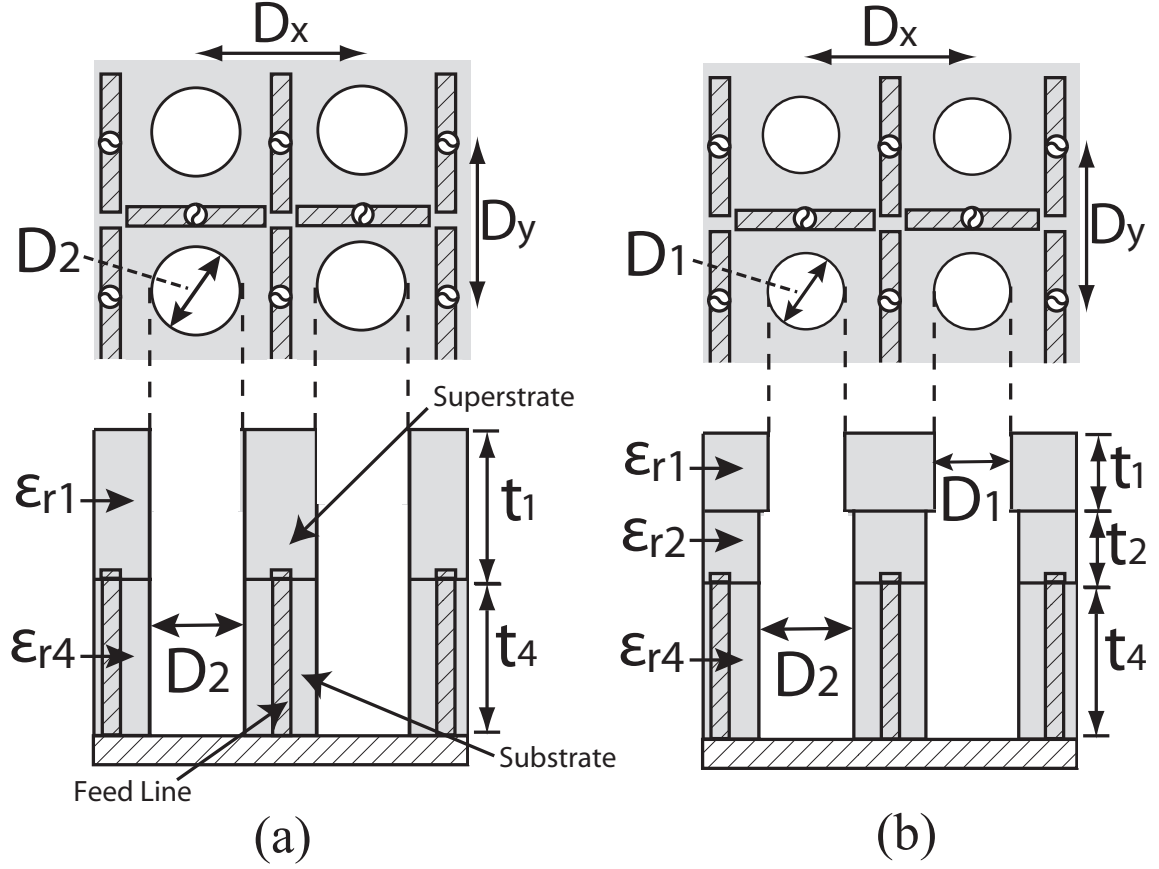 Dx
Dy
D2
Superstrate
εr1
t1
εr4
D2
t4
Substrate
Feed Line
(a)
Dx
Dy
D1
εr1
D1
t1
εr2
t2
εr4
D2
t4
(b)